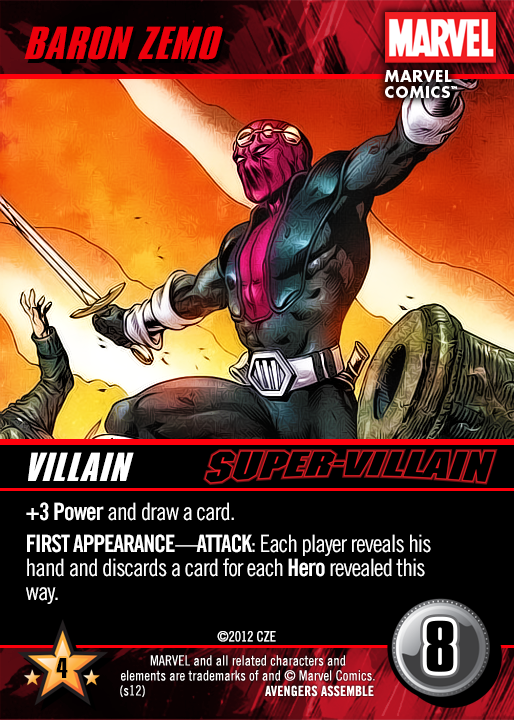 BARON ZEMO
MARVEL
MARVEL
COMICS™
VILLAIN
SUPER-VILLAIN
+3 Power and draw a card.
FIRST APPEARANCE—ATTACK: Each player reveals his
hand and discards a card for each Hero revealed this
way.
©2012 CZE
4
MARVEL and all related characters and
elements are trademarks of and © Marvel Comics.
(s12)
AVENGERS ASSEMBLE
8